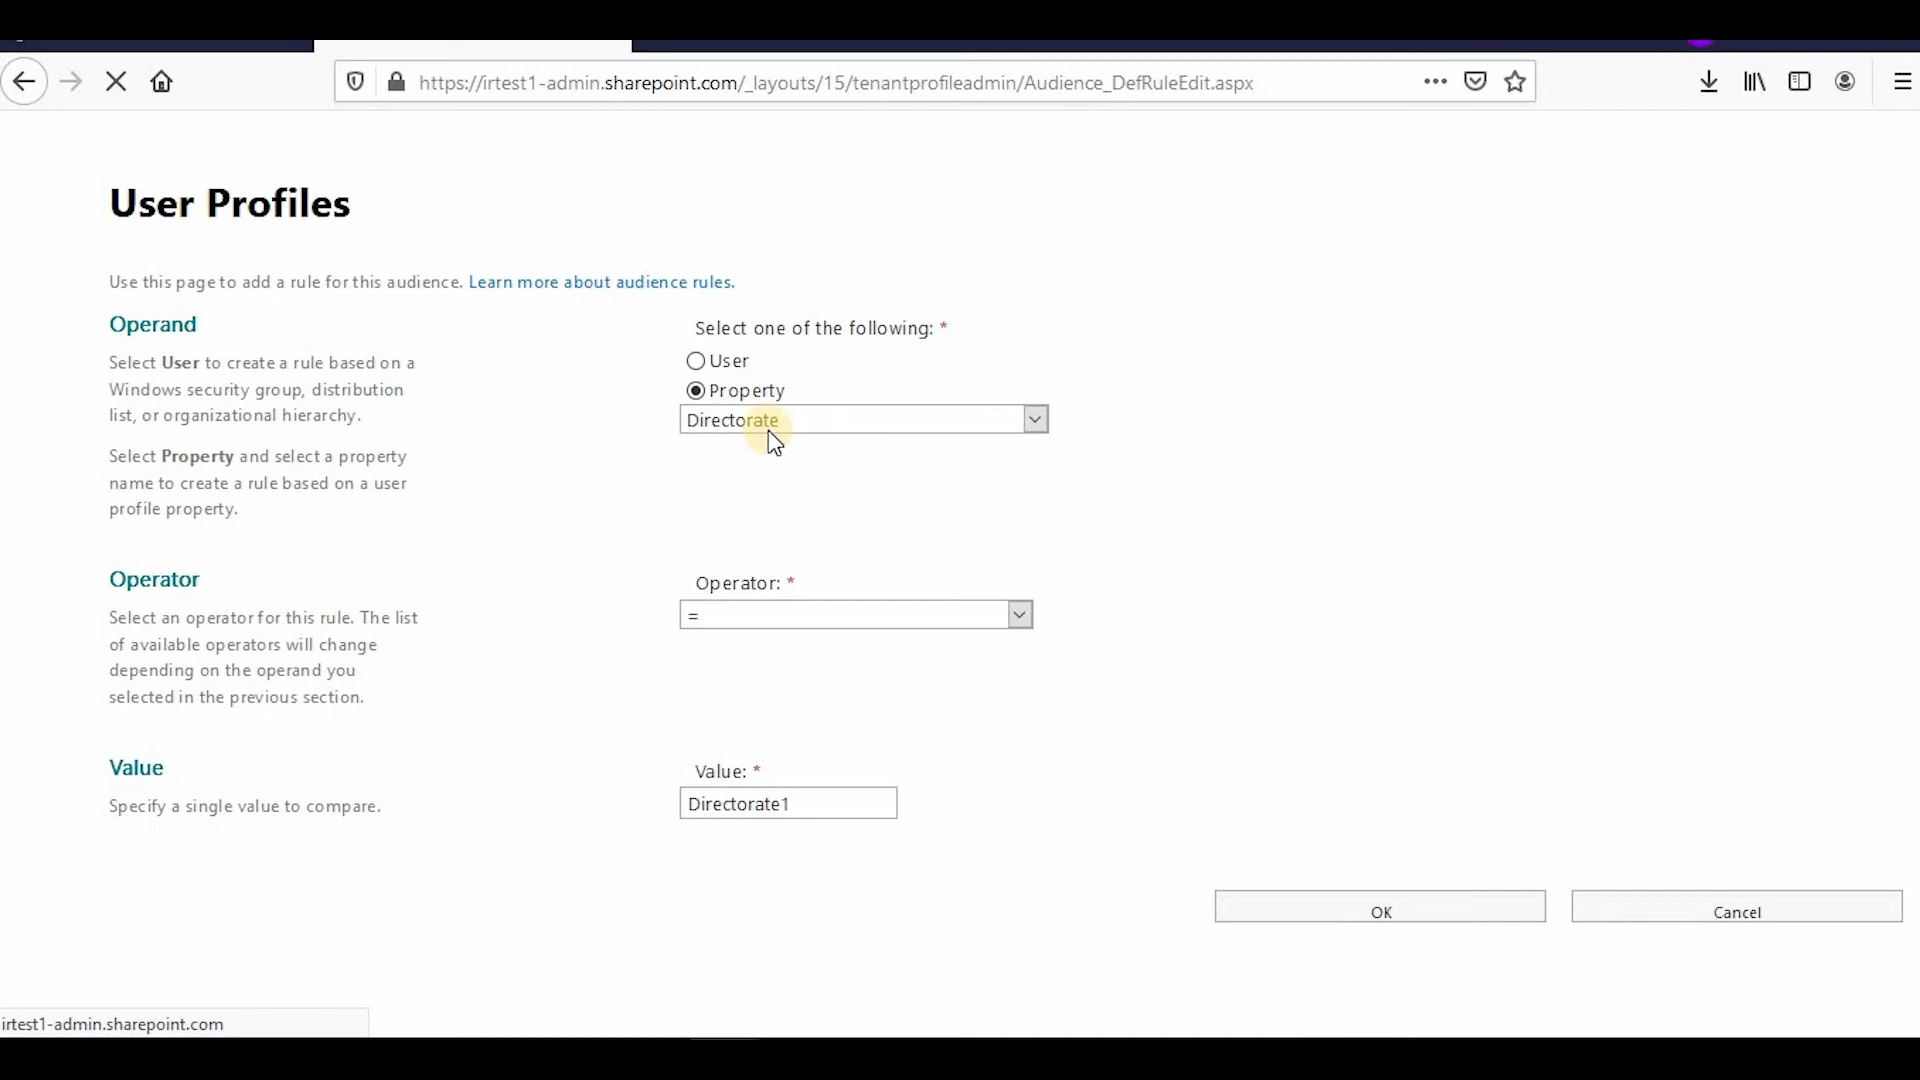 https://irtest1-admin.sharepoint.com/_layouts/15/tenantprofileadmin/Audience_DefRuleEdit.aspx
User Profiles
Use this page to add a rule for this audience. Learn more about audience rules.
Operand
Select User to create a rule based on a
Windows security group, distribution
list, or organizational hierarchy.
Select Property and select a property
name to create a rule based on a user
profile property.
Select one of the following: *
User
Property
Directorate
Operator
Select an operator for this rule. The list
of available operators will change
depending on the operand you
selected in the previous section.
Operator: *
=
Value
Specify a single value to compare.
Value: *
Directorate1
OK
Cancel
irtest1-admin.sharepoint.com